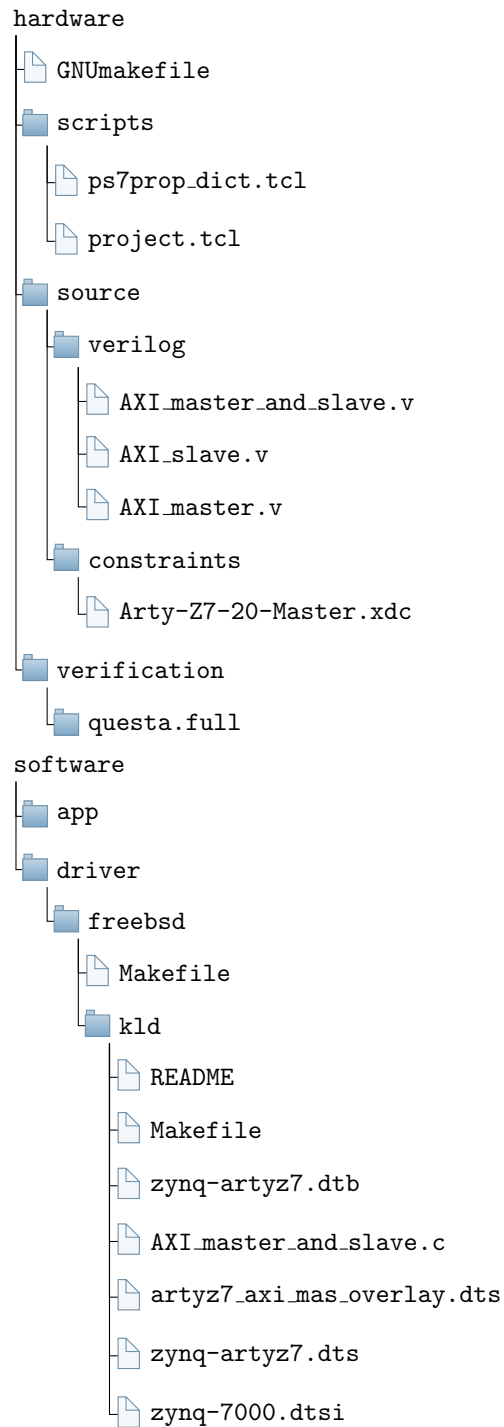 hardware
GNUmakefile
scripts
ps7prop_dict.tcl
project.tcl
source
verilog
AXI_master_and_slave.v
AXI_slave.v
AXI_master.v
constraints
Arty-Z7-20-Master.xdc
verification
questa.full
software
app
driver
freebsd
Makefile
kld
README
Makefile
zynq-artyz7.dtb
AXI_master_and_slave.c
artyz7_axi_mas_overlay.dts
zynq-artyz7.dts
zynq-7000.dtsi